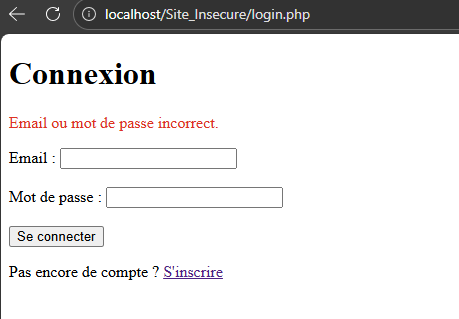 localhost/Site_Insecure/login.php
Connexion
Email ou mot de passe incorrect.
Email :
Mot de passe :
Se connecter
Pas encore de compte ? S'inscrire